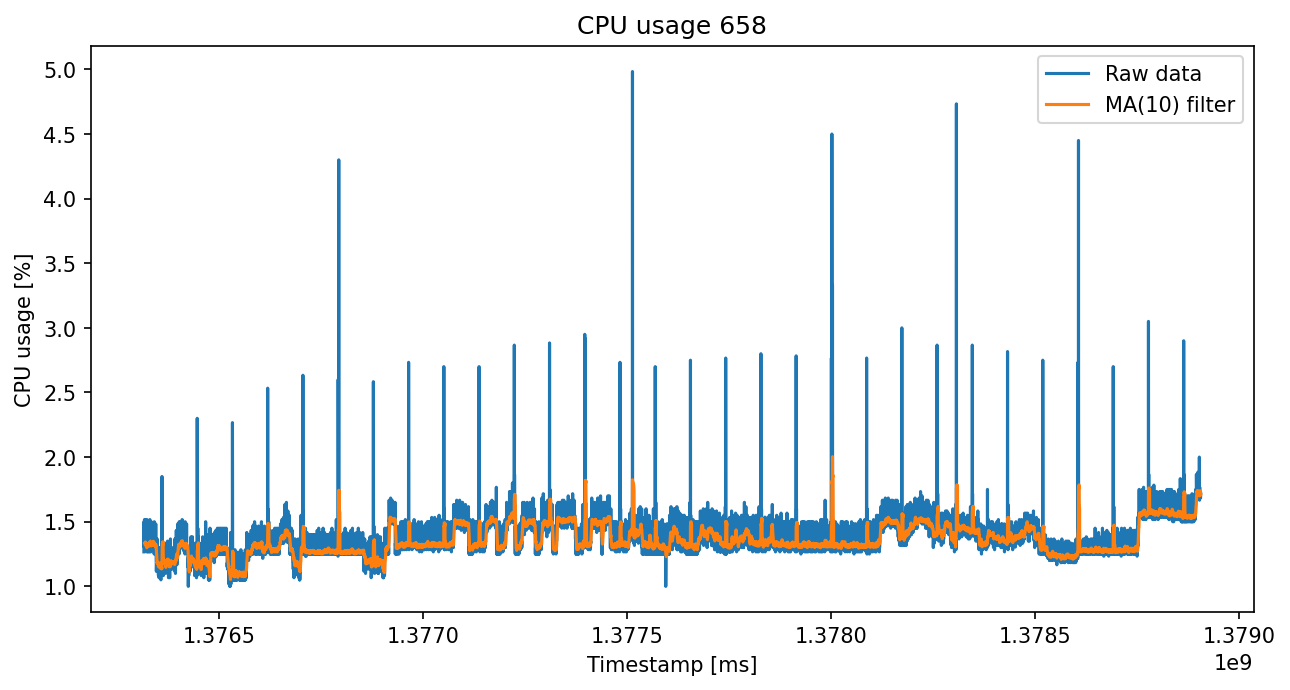 CPU usage 658
Raw data
MA(10) filter
CPU usage [%]
5.0
4.5
4.0
3.5
3.0
2.5
2.0
1.5
1.0
1.3765 1.3770 1.3775 1.3780 1.3785 1.3790
1e9
Timestamp [ms]